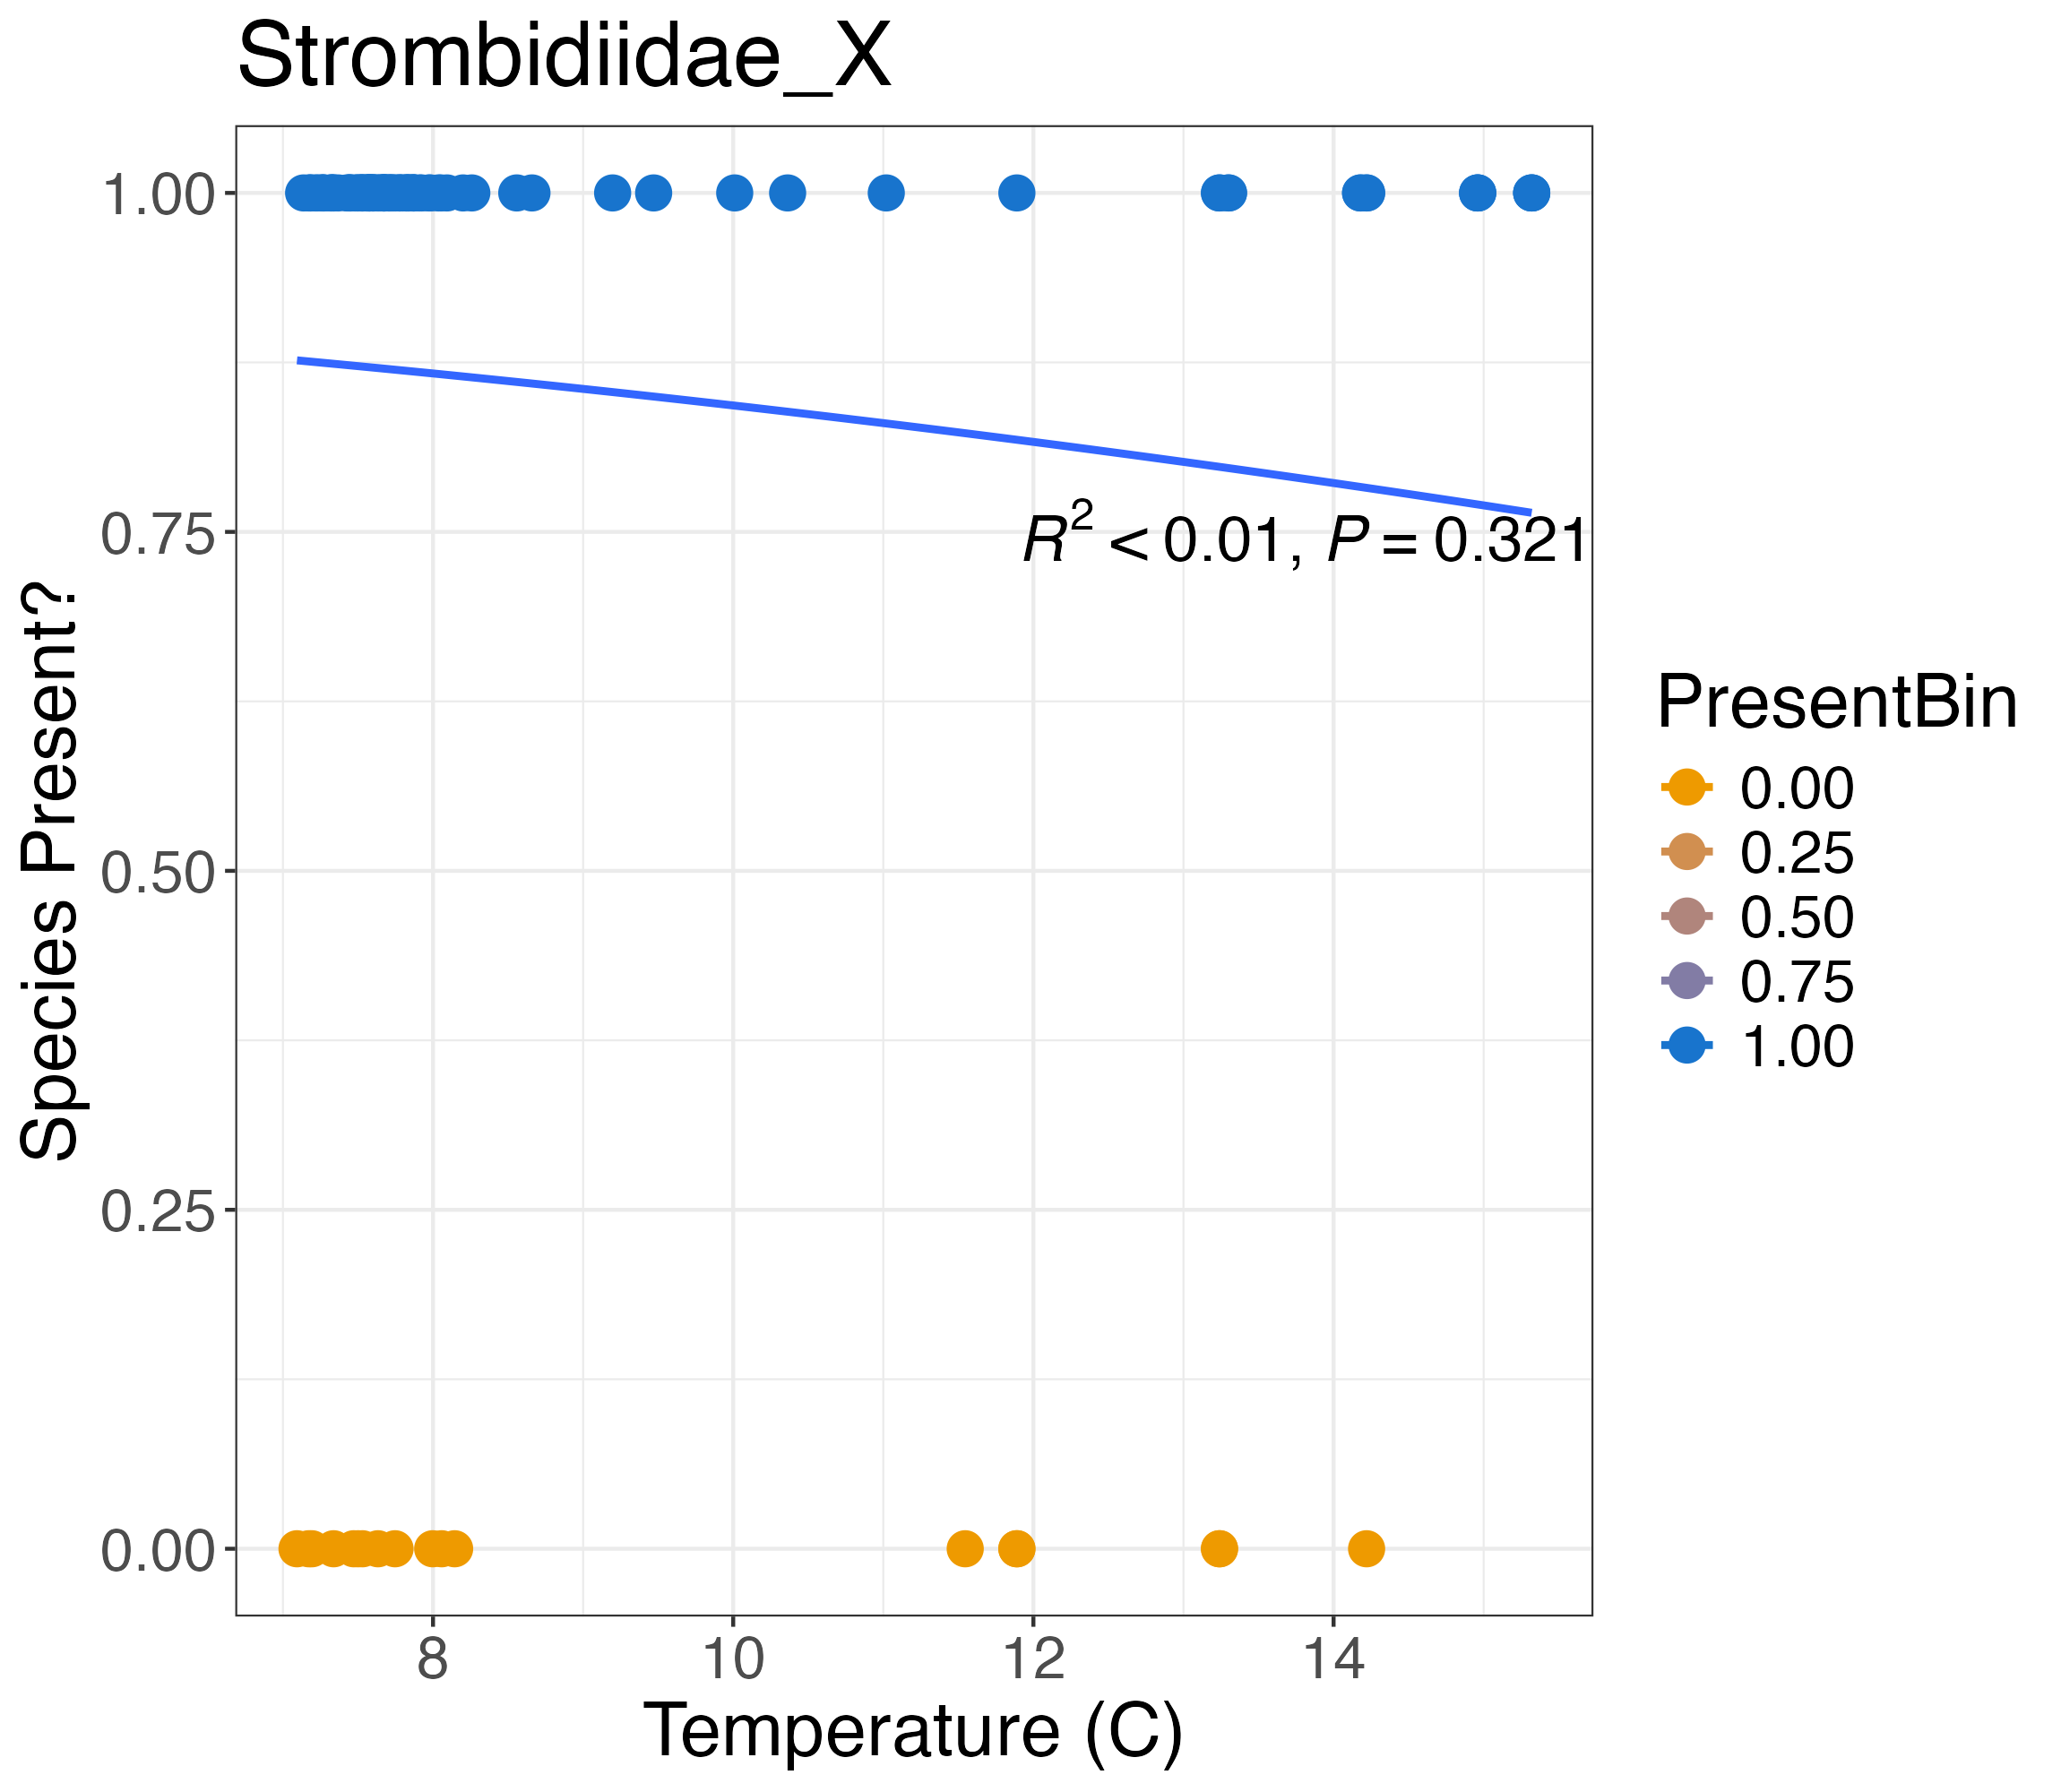 Strombidiidae_X
1.00
0.75
0.50
0.25
0.00
Species Present?
R² < 0.01, P = 0.321
8 10 12 14
Temperature (C)
PresentBin
0.00
0.25
0.50
0.75
1.00